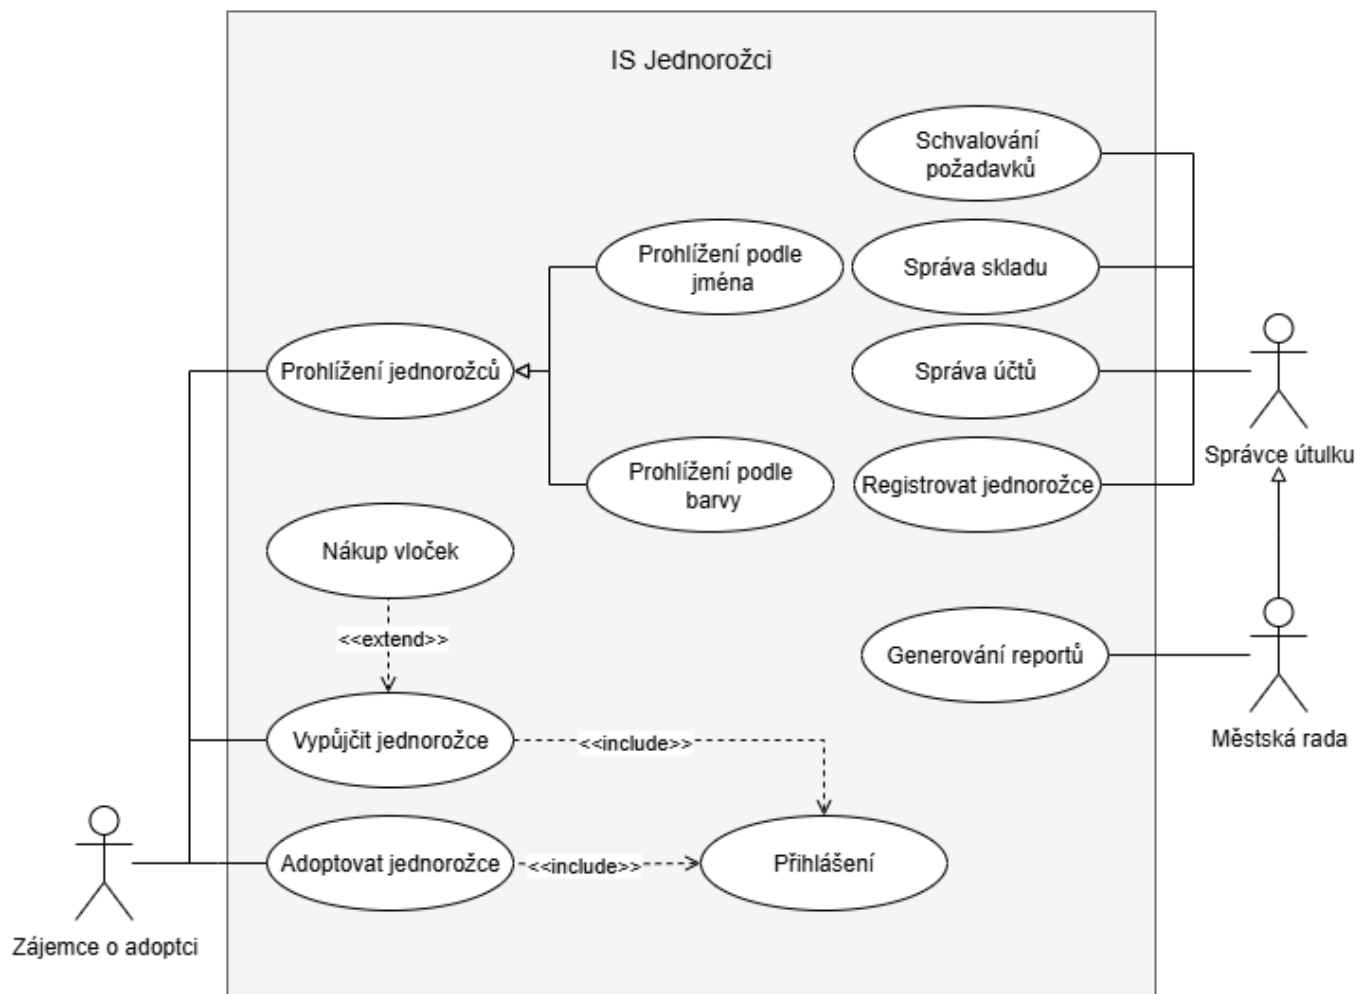 IS Jednorožci
Schvalování
požadavků
Prohlížení podle
jména
Správa skladu
Prohlížení jednorožců
Správa účtů
Správce útulku
Prohlížení podle
barvy
Registrovat jednorožce
Nákup vloček
<<extend>>
Generování reportů
Vypůjčit jednorožce
<<include>>
Městská rada
Adoptovat jednorožce
<<include>>
Přihlášení
Zájemce o adoptci